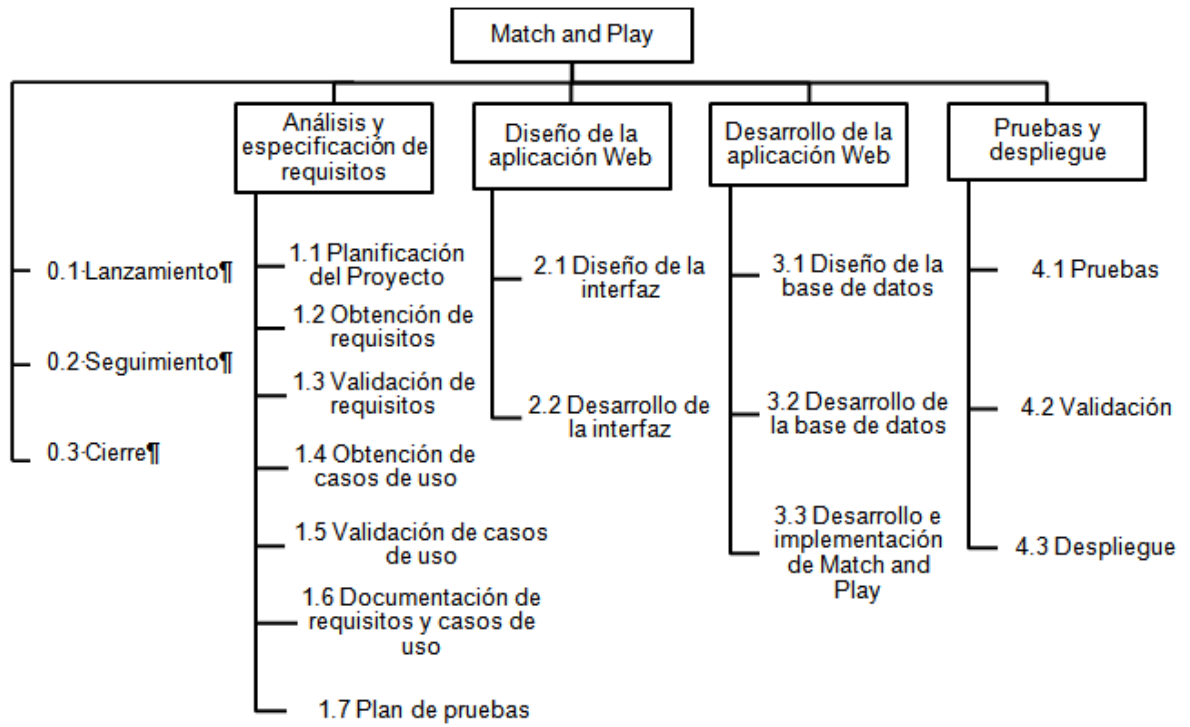 Match and Play
Análisis y
especificación de
requisitos
Diseño de la
aplicación Web
Desarrollo de la
aplicación Web
Pruebas y
despliegue
0.1·Lanzamiento¶
0.2·Seguimiento¶
0.3·Cierre¶
1.1 Planificación
del Proyecto
1.2 Obtención de
requisitos
1.3 Validación de
requisitos
1.4 Obtención de
casos de uso
1.5 Validación de casos
de uso
1.6 Documentación de
requisitos y casos de
uso
1.7 Plan de pruebas
2.1 Diseño de la
interfaz
2.2 Desarrollo de
la interfaz
3.1 Diseño de la
base de datos
3.2 Desarrollo de
la base de datos
3.3 Desarrollo e
implementación
de Match and
Play
4.1 Pruebas
4.2 Validación
4.3 Despliegue